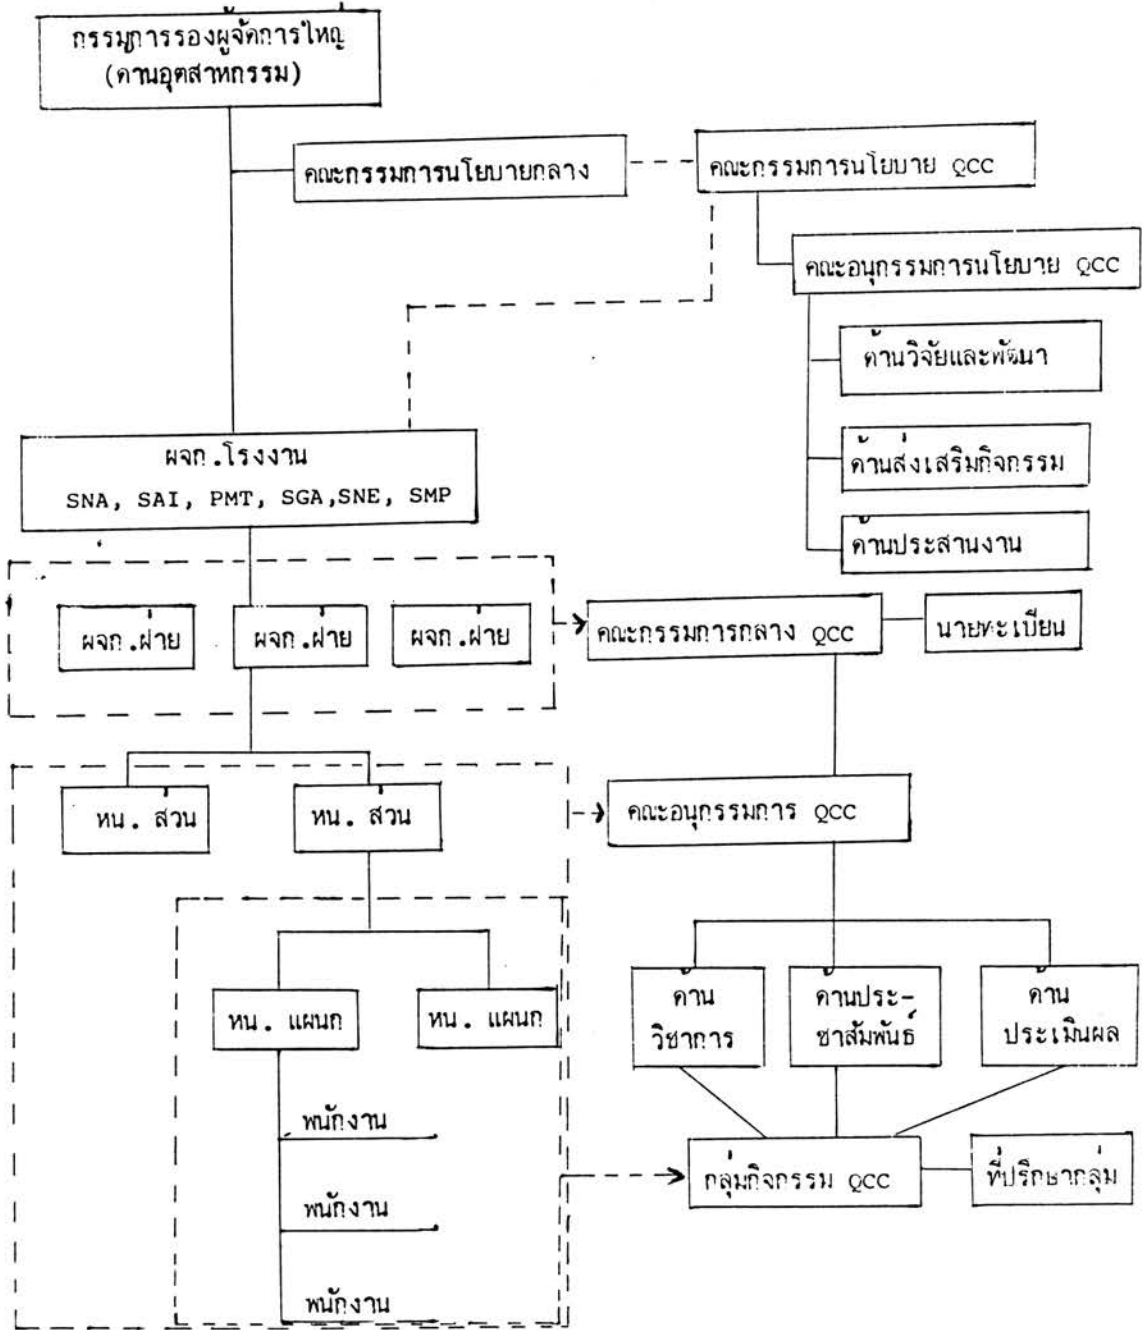 กรรมการรองผู้จัดการใหญ่
(ด้านอุตสาหกรรม)
คณะกรรมการนโยบายกลาง
คณะกรรมการนโยบาย QCC
คณะอนุกรรมการนโยบาย QCC
ด้านวิจัยและพัฒนา
ด้านส่งเสริมกิจกรรม
ด้านประสานงาน
ผจก.โรงงาน
SNA, SAI, PMT, SGA,SNE, SMP
ผจก.ฝ่าย
ผจก.ฝ่าย
ผจก.ฝ่าย
คณะกรรมการกลาง QCC
นายทะเบียน
หน. ส่วน
หน. ส่วน
คณะอนุกรรมการ QCC
หน. แผนก
หน. แผนก
ด้าน
วิชาการ
ด้านประ-
ชาสัมพันธ์
ด้าน
ประเมินผล
พนักงาน
พนักงาน
พนักงาน
กลุ่มกิจกรรม QCC
ที่ปรึกษากลุ่ม